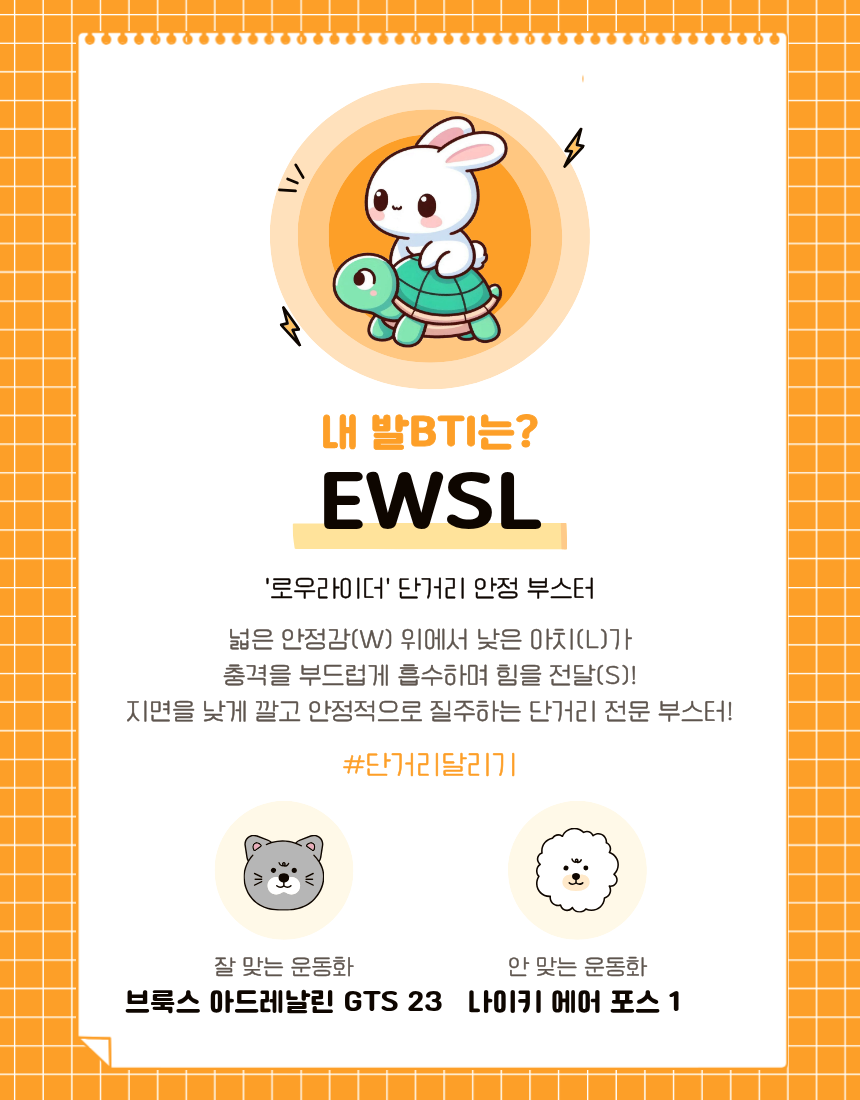 내 발BTI는?
EWSL
'로우라이더' 단거리 안정 부스터
넓은 안정감(W) 위에서 낮은 아치(L)가
충격을 부드럽게 흡수하며 힘을 전달(S)!
지면을 낮게 깔고 안정적으로 질주하는 단거리 전문 부스터!
#단거리달리기
잘 맞는 운동화 안 맞는 운동화
브룩스 아드레날린 GTS 23 나이키 에어 포스 1